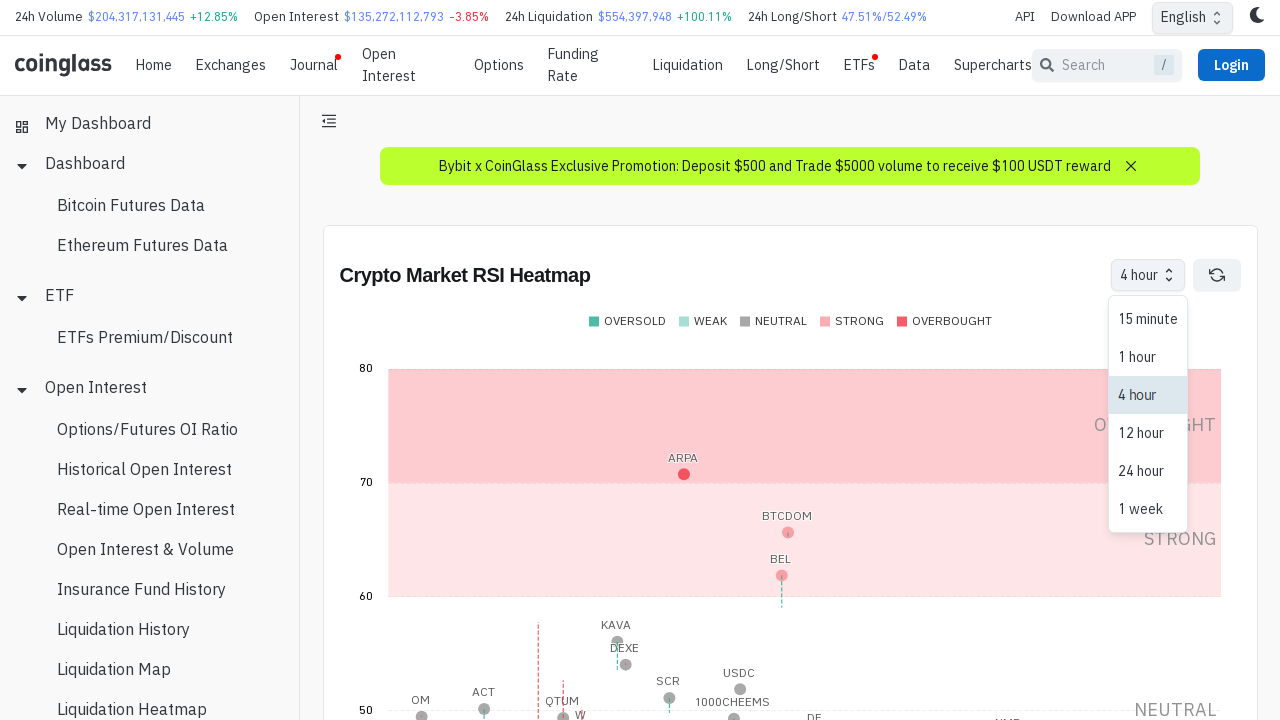 24h Volume $204,317,131,445 +12.85% Open Interest $135,272,112,793 -3.85% 24h Liquidation $554,397,948 +100.11% 24h Long/Short 47.51%/52.49% API Download APP English
coinglass Home Exchanges Journal Open Interest Options Funding Rate Liquidation Long/Short ETFs Data Supercharts Search / Login
My Dashboard
Dashboard
Bitcoin Futures Data
Ethereum Futures Data
ETF
ETFs Premium/Discount
Open Interest
Options/Futures OI Ratio
Historical Open Interest
Real-time Open Interest
Open Interest & Volume
Insurance Fund History
Liquidation History
Liquidation Map
Liquidation Heatmap
Bybit x CoinGlass Exclusive Promotion: Deposit $500 and Trade $5000 volume to receive $100 USDT reward
Crypto Market RSI Heatmap
4 hour
15 minute
1 hour
4 hour
12 hour
24 hour
1 week
OVERSOLD WEAK NEUTRAL STRONG OVERBOUGHT
80
ARPA
70
BTCDOM
STRONG
BEL
60
KAVA
DEXE
USDC
SCR
ACT
OM
QTUM
1000CHEEMS
W
50
NEUTRAL